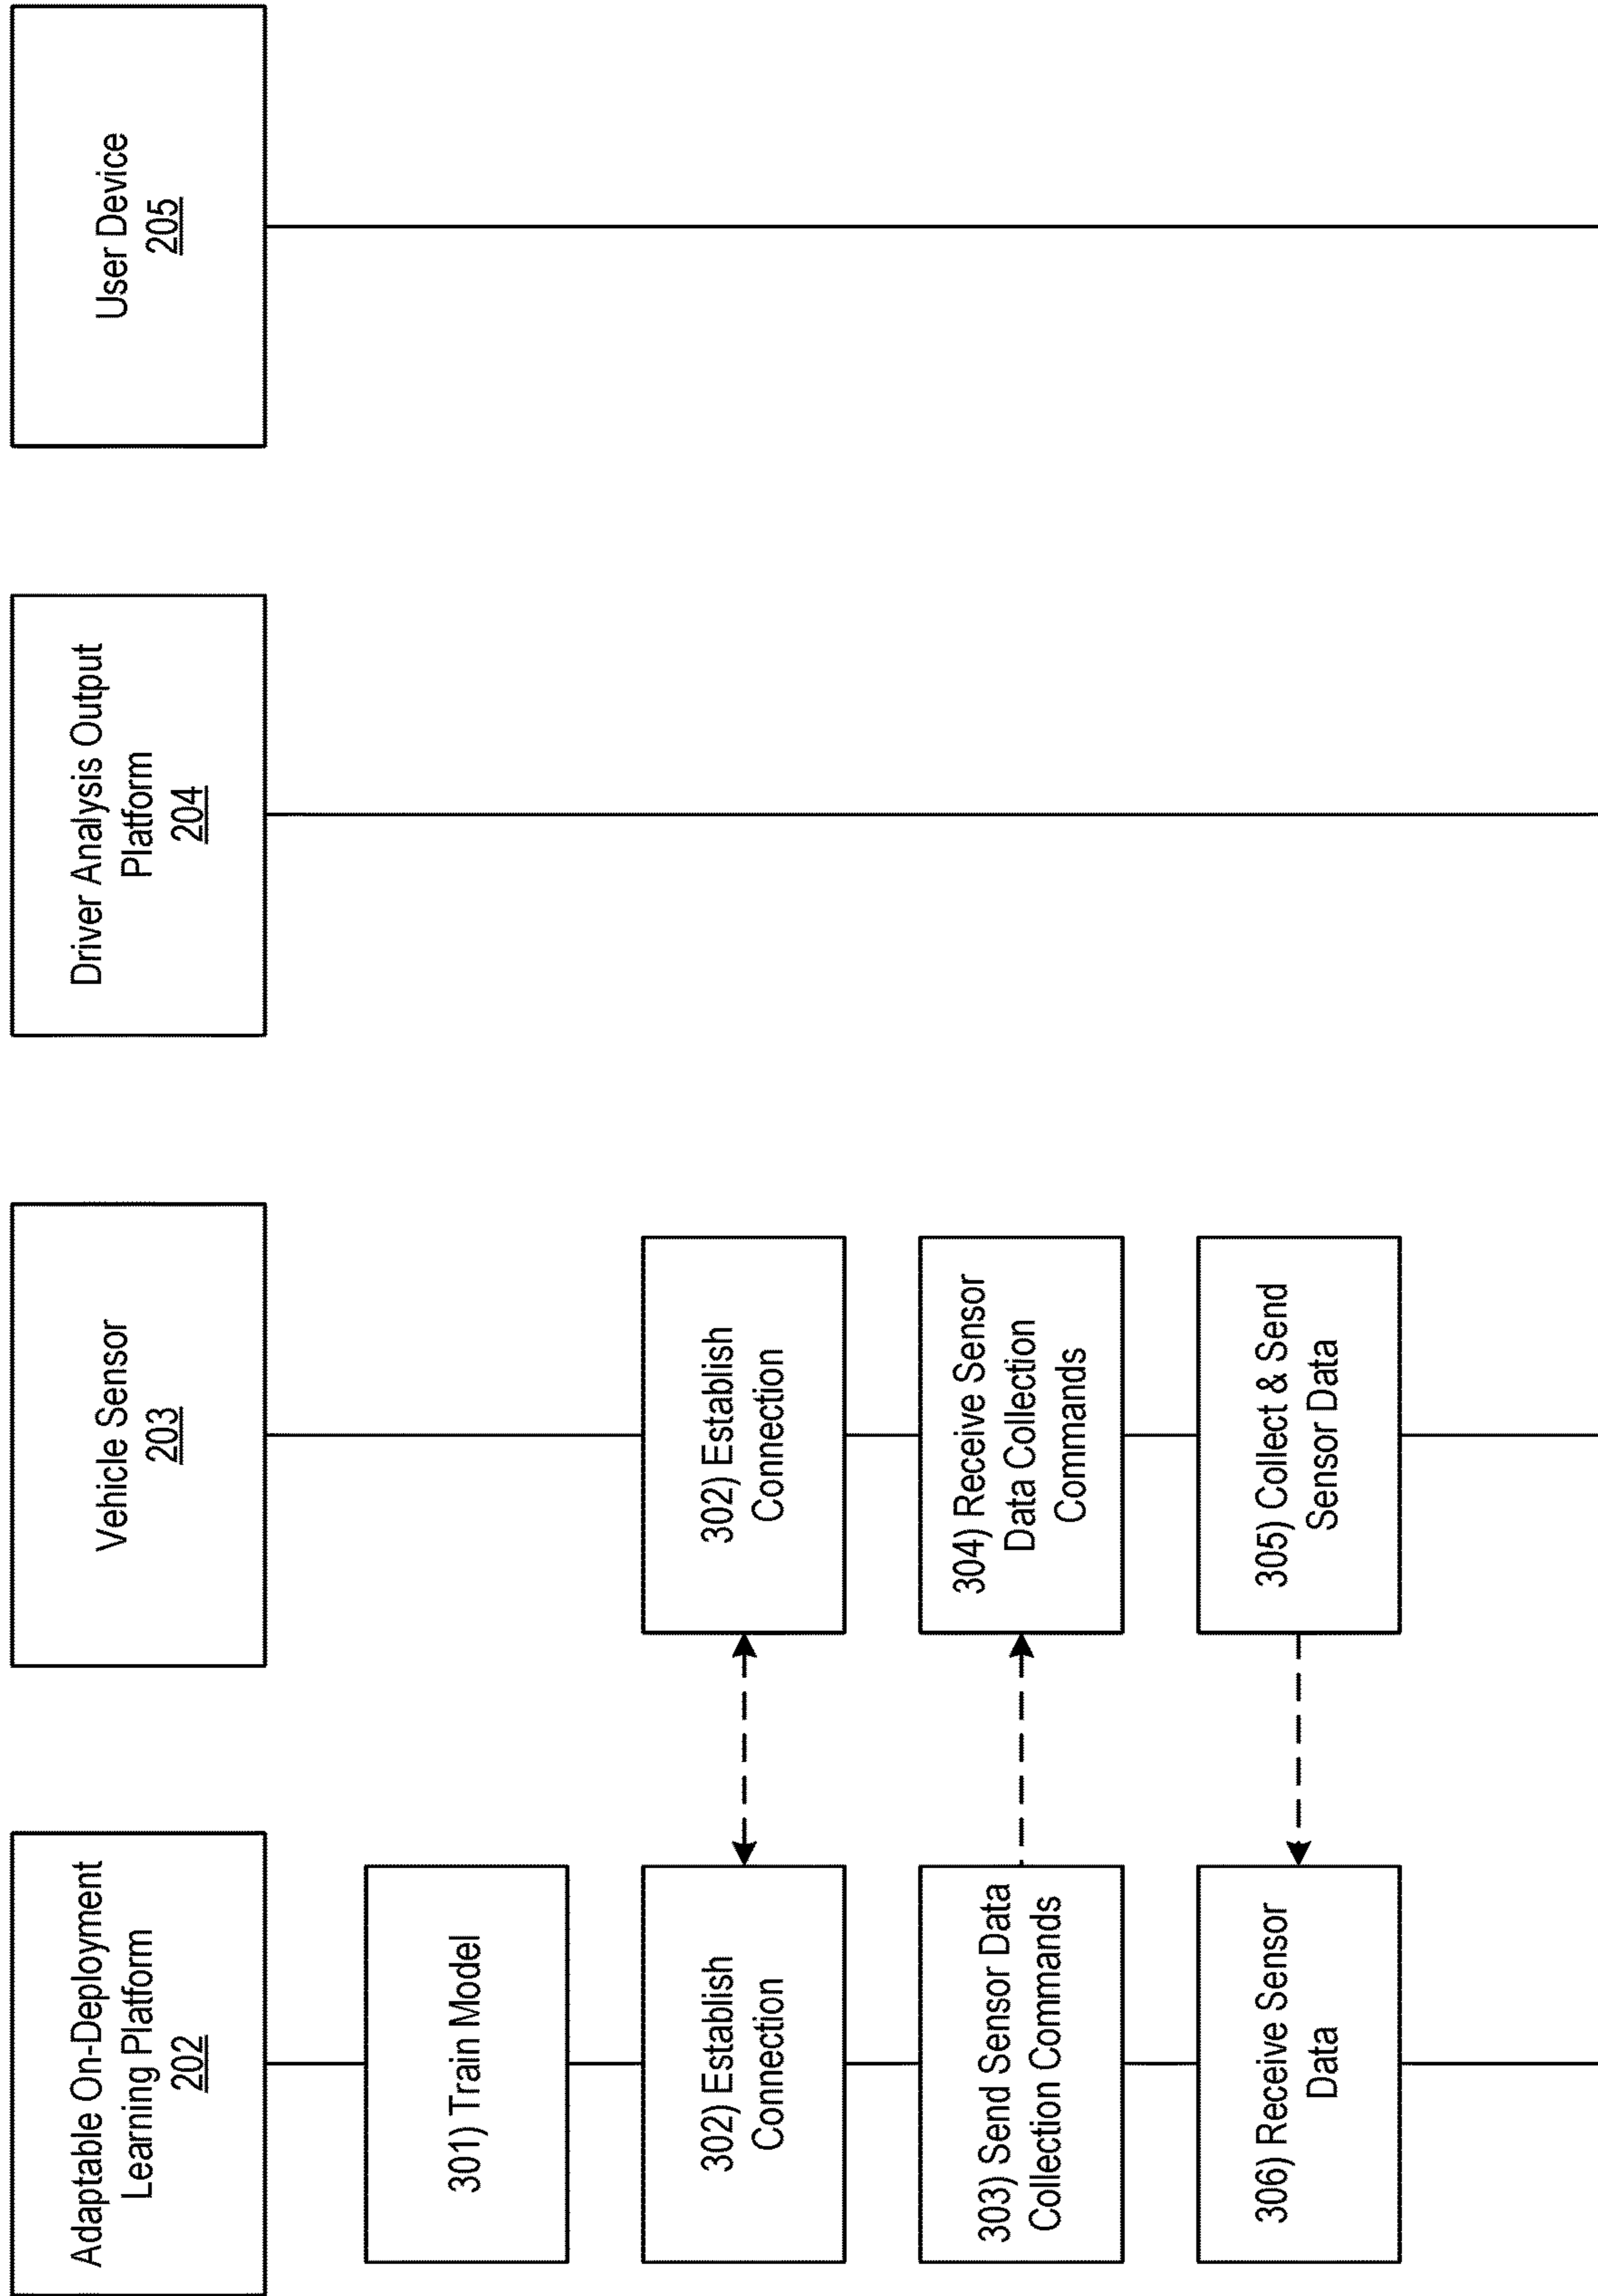 Adaptable On-Deployment
Learning Platform
202
Vehicle Sensor
203
Driver Analysis Output
Platform
204
User Device
205
301) Train Model
302) Establish
Connection
302) Establish
Connection
303) Send Sensor Data
Collection Commands
304) Receive Sensor
Data Collection
Commands
306) Receive Sensor
Data
305) Collect & Send
Sensor Data